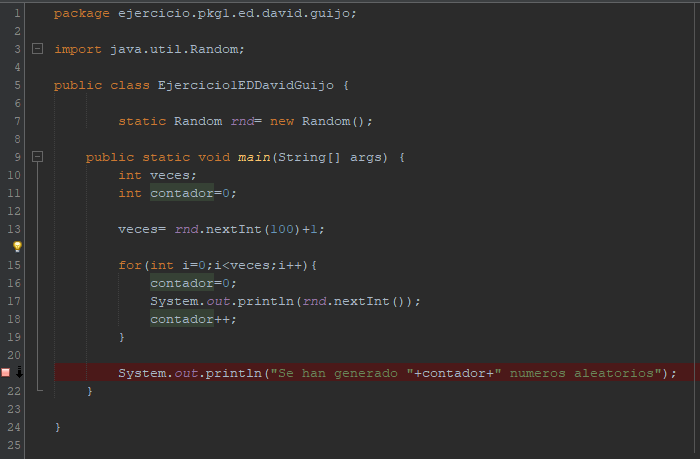 1 package ejercicio.pkg1.ed.david.guijo;
2
3 import java.util.Random;
4
5 public class Ejercicio1EDDavidGuijo {
6
7 static Random rnd= new Random();
8
9 public static void main(String[] args) {
10 int veces;
11 int contador=0;
12
13 veces= rnd.nextInt(100)+1;
15 for(int i=0;i<veces;i++){
16 contador=0;
17 System.out.println(rnd.nextInt());
18 contador++;
19 }
20
System.out.println("Se han generado "+contador+" numeros aleatorios");
22 }
23
24 }
25